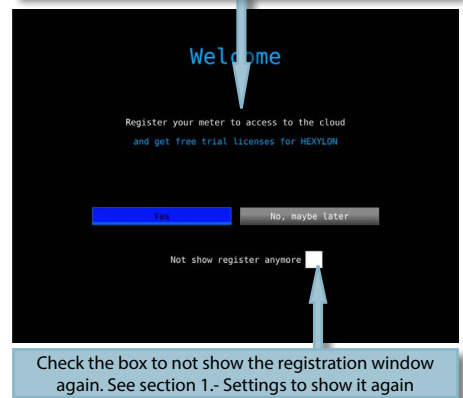 Welcome
Register your meter to access to the cloud
and get free trial licenses for HEXYLON
Yes
No, maybe later
Not show register anymore
Check the box to not show the registration window
again. See section 1.- Settings to show it again